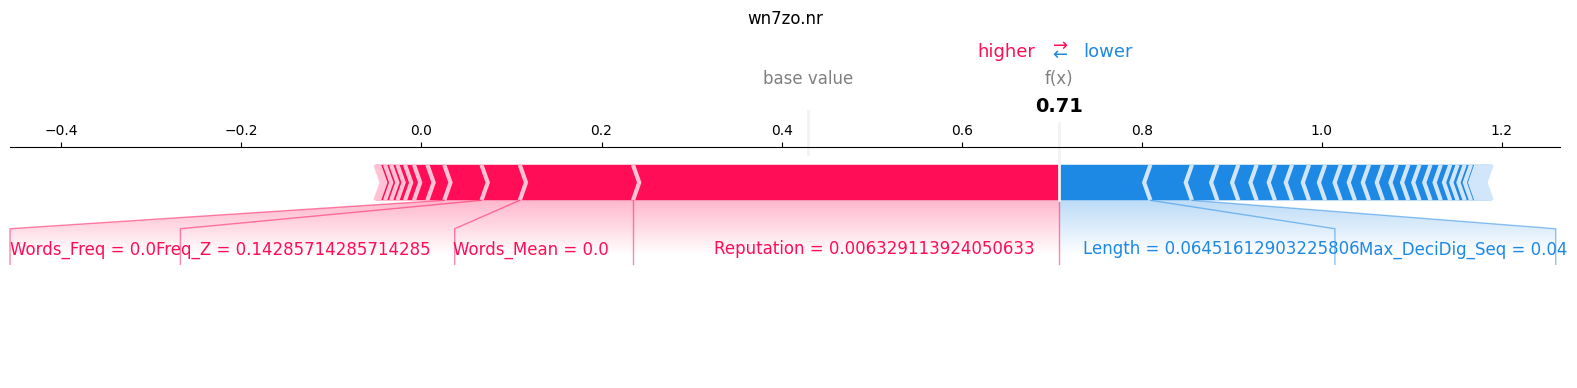 wn7zo.nr
higher → ← lower
base value f(x)
0.71
−0.4 −0.2 0.0 0.2 0.4 0.6 0.8 1.0 1.2
Words_Freq = 0.0Freq_Z = 0.14285714285714285 Words_Mean = 0.0 Reputation = 0.006329113924050633 Length = 0.06451612903225806Max_DeciDig_Seq = 0.04